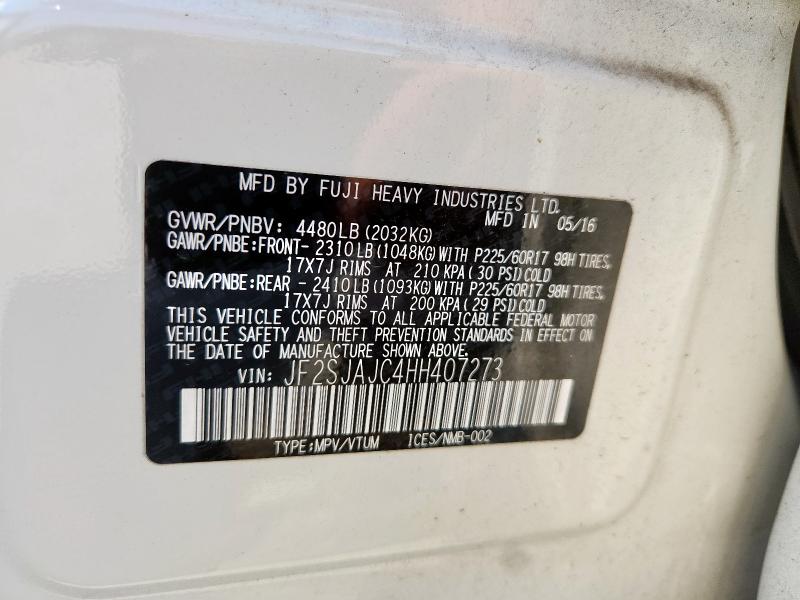 MFD BY FUJI HEAVY INDUSTRIES LTD.
GVWR/PNBV: 4480LB(2032KG) MFD IN 05/16
GAWR/PNBE:FRONT-2310LB(1048KG)WITH P225/60R17 98H TIRES,
17X7J RIMS AT 210 KPA(30 PSI)COLD
GAWR/PNBE:REAR -2410LB(1093KG)WITH P225/60R17 98H TIRES,
17X7J RIMS AT 200 KPA(29 PSI)COLD
THIS VEHICLE CONFORMS TO ALL APPLICABLE FEDERAL MOTOR
VEHICLE SAFETY AND THEFT PREVENTION STANDARDS IN EFFECT ON
THE DATE OF MANUFACTURE SHOWN ABOVE.
VIN: JF2SJAJC4HH407273
TYPE:MPV/VTUM ICES/NMB-002